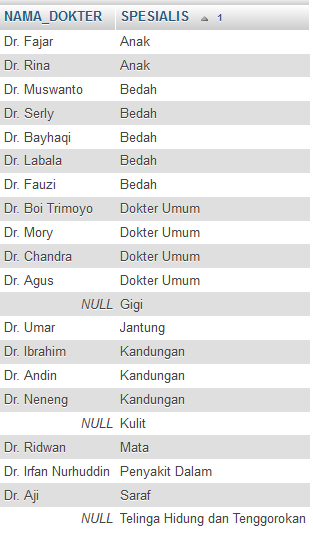 NAMA_DOKTER SPESIALIS 1
Dr. Fajar Anak
Dr. Rina Anak
Dr. Muswanto Bedah
Dr. Serly Bedah
Dr. Bayhaqi Bedah
Dr. Labala Bedah
Dr. Fauzi Bedah
Dr. Boi Trimoyo Dokter Umum
Dr. Mory Dokter Umum
Dr. Chandra Dokter Umum
Dr. Agus Dokter Umum
NULL Gigi
Dr. Umar Jantung
Dr. Ibrahim Kandungan
Dr. Andin Kandungan
Dr. Neneng Kandungan
NULL Kulit
Dr. Ridwan Mata
Dr. Irfan Nurhuddin Penyakit Dalam
Dr. Aji Saraf
NULL Telinga Hidung dan Tenggorokan